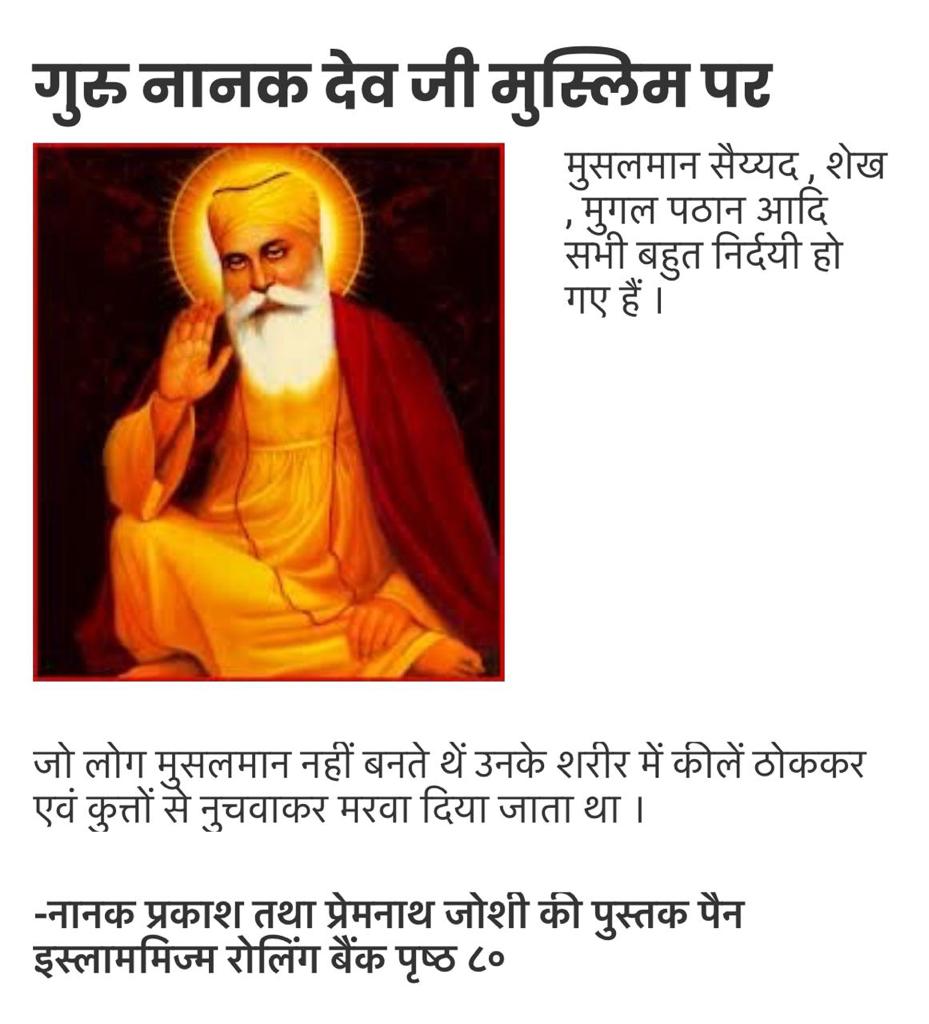 गुरु नानक देव जी मुस्लिम पर
मुसलमान सैय्यद , शेख
, मुगल पठान आदि
सभी बहुत निर्दयी हो
गए हैं ।
जो लोग मुसलमान नहीं बनते थें उनके शरीर में कीलें ठोककर
एवं कुत्तों से नुचवाकर मरवा दिया जाता था ।
-नानक प्रकाश तथा प्रेमनाथ जोशी की पुस्तक पैन
इस्लाममिज्म रोलिंग बैंक पृष्ठ ८०